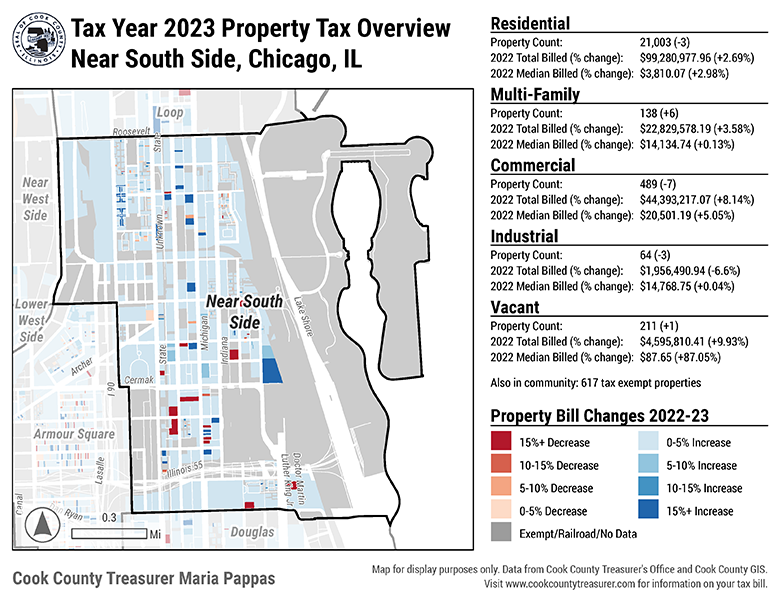 Tax Year 2023 Property Tax Overview
Near South Side, Chicago, IL
Residential
Property Count: 21,003 (-3)
2022 Total Billed (% change): $99,280,977.96 (+2.69%)
2022 Median Billed (% change): $3,810.07 (+2.98%)
Multi-Family
Property Count: 138 (+6)
2022 Total Billed (% change): $22,829,578.19 (+3.58%)
2022 Median Billed (% change): $14,134.74 (+0.13%)
Commercial
Property Count: 489 (-7)
2022 Total Billed (% change): $44,393,217.07 (+8.14%)
2022 Median Billed (% change): $20,501.19 (+5.05%)
Industrial
Property Count: 64 (-3)
2022 Total Billed (% change): $1,956,490.94 (-6.6%)
2022 Median Billed (% change): $14,768.75 (+0.04%)
Vacant
Property Count: 211 (+1)
2022 Total Billed (% change): $4,595,810.41 (+9.93%)
2022 Median Billed (% change): $87.65 (+87.05%)
Also in community: 617 tax exempt properties
Property Bill Changes 2022-23
15%+ Decrease
10-15% Decrease
5-10% Decrease
0-5% Decrease
Exempt/Railroad/No Data
0-5% Increase
5-10% Increase
10-15% Increase
15%+ Increase
Loop
Roosevelt
State
Near
West
Side
Unknown
Near South
Side
Lake Shore
Lower
West
Side
Michigan
Indiana
State
Archer
Cermak
I 90
Armour Square
Lasalle
Illinois 55
Doctor Martin
Luther King Jr
Canal
Ryan
0.3
Mi
Douglas
Cook County Treasurer Maria Pappas
Map for display purposes only. Data from Cook County Treasurer's Office and Cook County GIS.
Visit www.cookcountytreasurer.com for information on your tax bill.